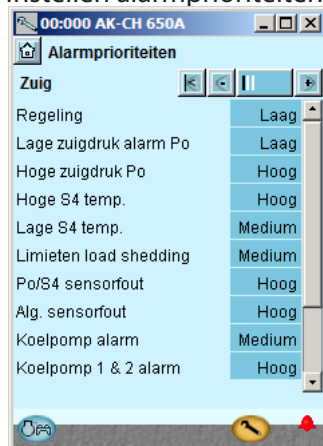 Instellen alarmprioriteiten
00:000 AK-CH 650A
Alarmprioriteiten
Zuig
Regeling Laag
Lage zuigdruk alarm Po Laag
Hoge zuigdruk Po Hoog
Hoge S4 temp. Hoog
Lage S4 temp. Medium
Limieten load shedding Medium
Po/S4 sensorfout Hoog
Alg. sensorfout Hoog
Koelpomp alarm Medium
Koelpomp 1 & 2 alarm Hoog